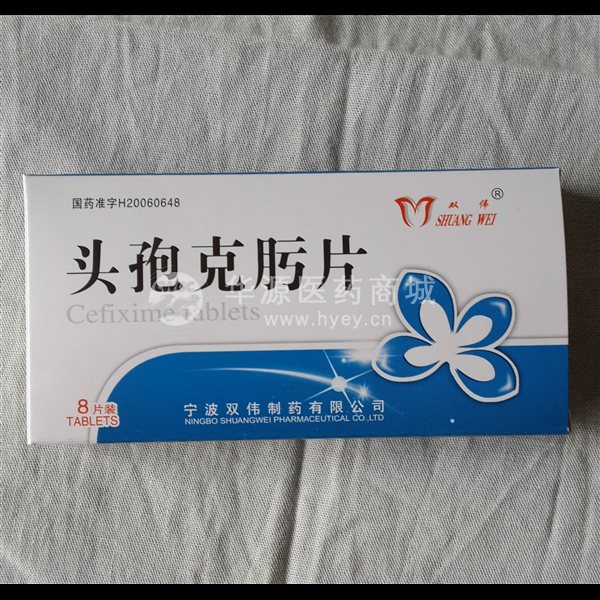 国药准字H20060648
双伟®
SHUANG WEI
头孢克肟片
Cefixime Tablets
华源医药商城
www.hyey.cn
8片装
TABLETS
宁波双伟制药有限公司
NINGBO SHUANGWEI PHARMACEUTICAL CO.,LTD